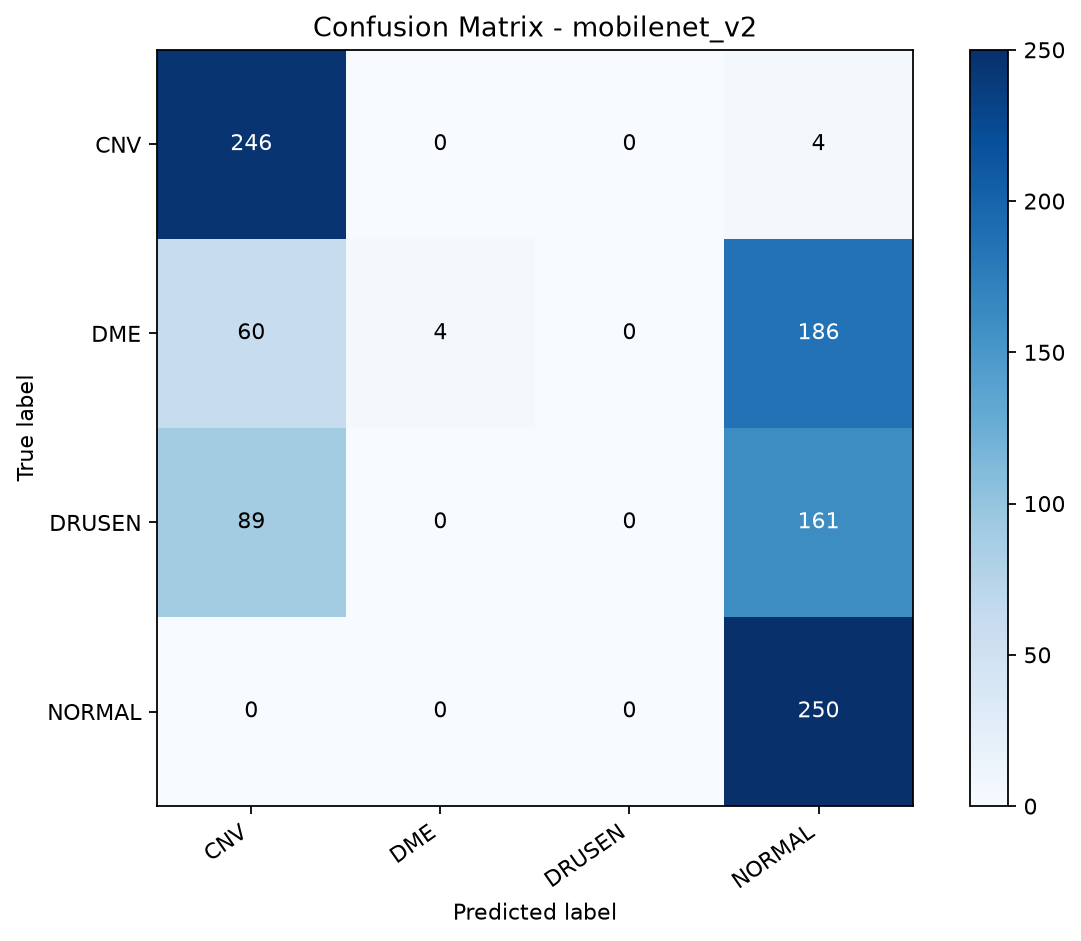 Confusion Matrix - mobilenet_v2
CNV 246 0 0 4
DME 60 4 0 186
DRUSEN 89 0 0 161
NORMAL 0 0 0 250
CNV DME DRUSEN NORMAL
Predicted label
True label
250
200
150
100
50
0